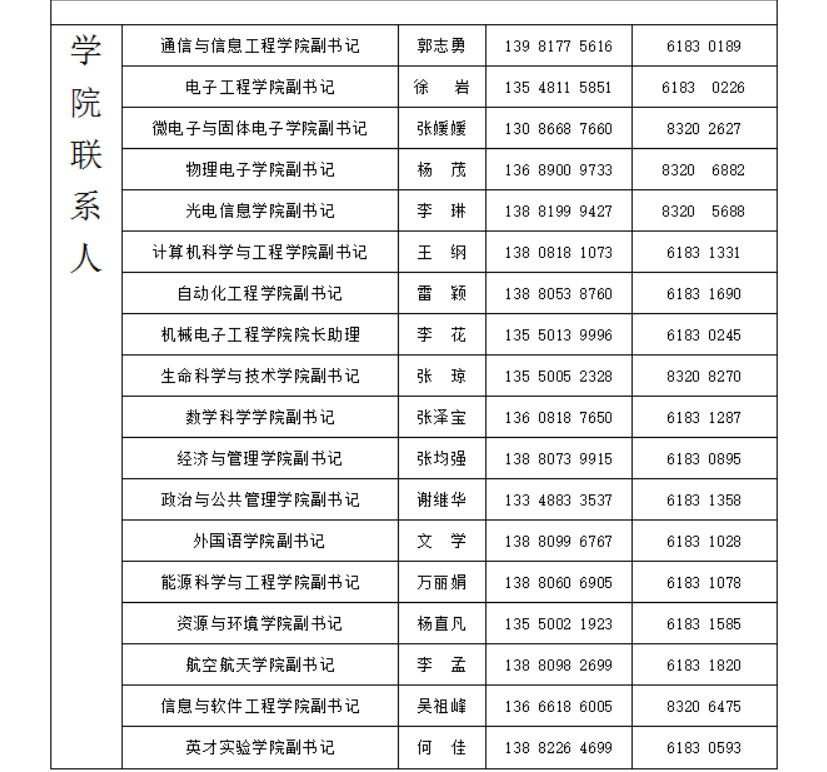 学院联系人
通信与信息工程学院副书记 郭志勇 139 8177 5616 6183 0189
电子工程学院副书记 徐 岩 135 4811 5851 6183 0226
微电子与固体电子学院副书记 张媛媛 130 8668 7660 8320 2627
物理电子学院副书记 杨 茂 136 8900 9733 8320 6882
光电信息学院副书记 李 琳 138 8199 9427 8320 5688
计算机科学与工程学院副书记 王 纲 138 0818 1073 6183 1331
自动化工程学院副书记 雷 颖 138 8053 8760 6183 1690
机械电子工程学院院长助理 李 花 135 5013 9996 6183 0245
生命科学与技术学院副书记 张 琼 135 5005 2328 8320 8270
数学科学学院副书记 张泽宝 136 0818 7650 6183 1287
经济与管理学院副书记 张均强 138 8073 9915 6183 0895
政治与公共管理学院副书记 谢继华 133 4883 3537 6183 1358
外国语学院副书记 文 学 138 8099 6767 6183 1028
能源科学与工程学院副书记 万丽娟 138 8060 6905 6183 1078
资源与环境学院副书记 杨直凡 135 5002 1923 6183 1585
航空航天学院副书记 李 孟 138 8098 2699 6183 1820
信息与软件工程学院副书记 吴祖峰 136 6618 6005 8320 6475
英才实验学院副书记 何 佳 138 8226 4699 6183 0593